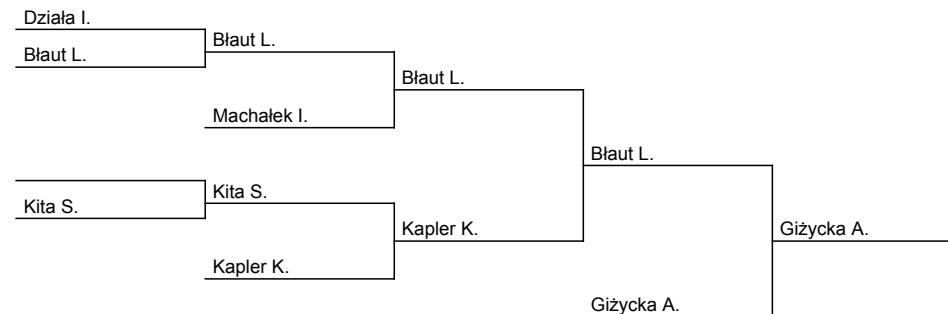 Działa I.
Błaut L.
Błaut L.
Błaut L.
Machałek I.
Błaut L.
Kita S.
Kita S.
Kapler K.
Giżycka A.
Kapler K.
Giżycka A.